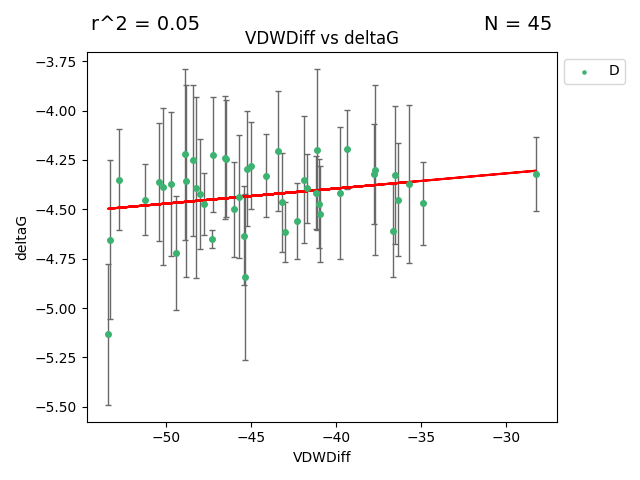 r^2 = 0.05
N = 45
VDWDiff vs deltaG
D
−3.75
−4.00
−4.25
−4.50
−4.75
−5.00
−5.25
−5.50
deltaG
−50
−45
−40
−35
−30
VDWDiff